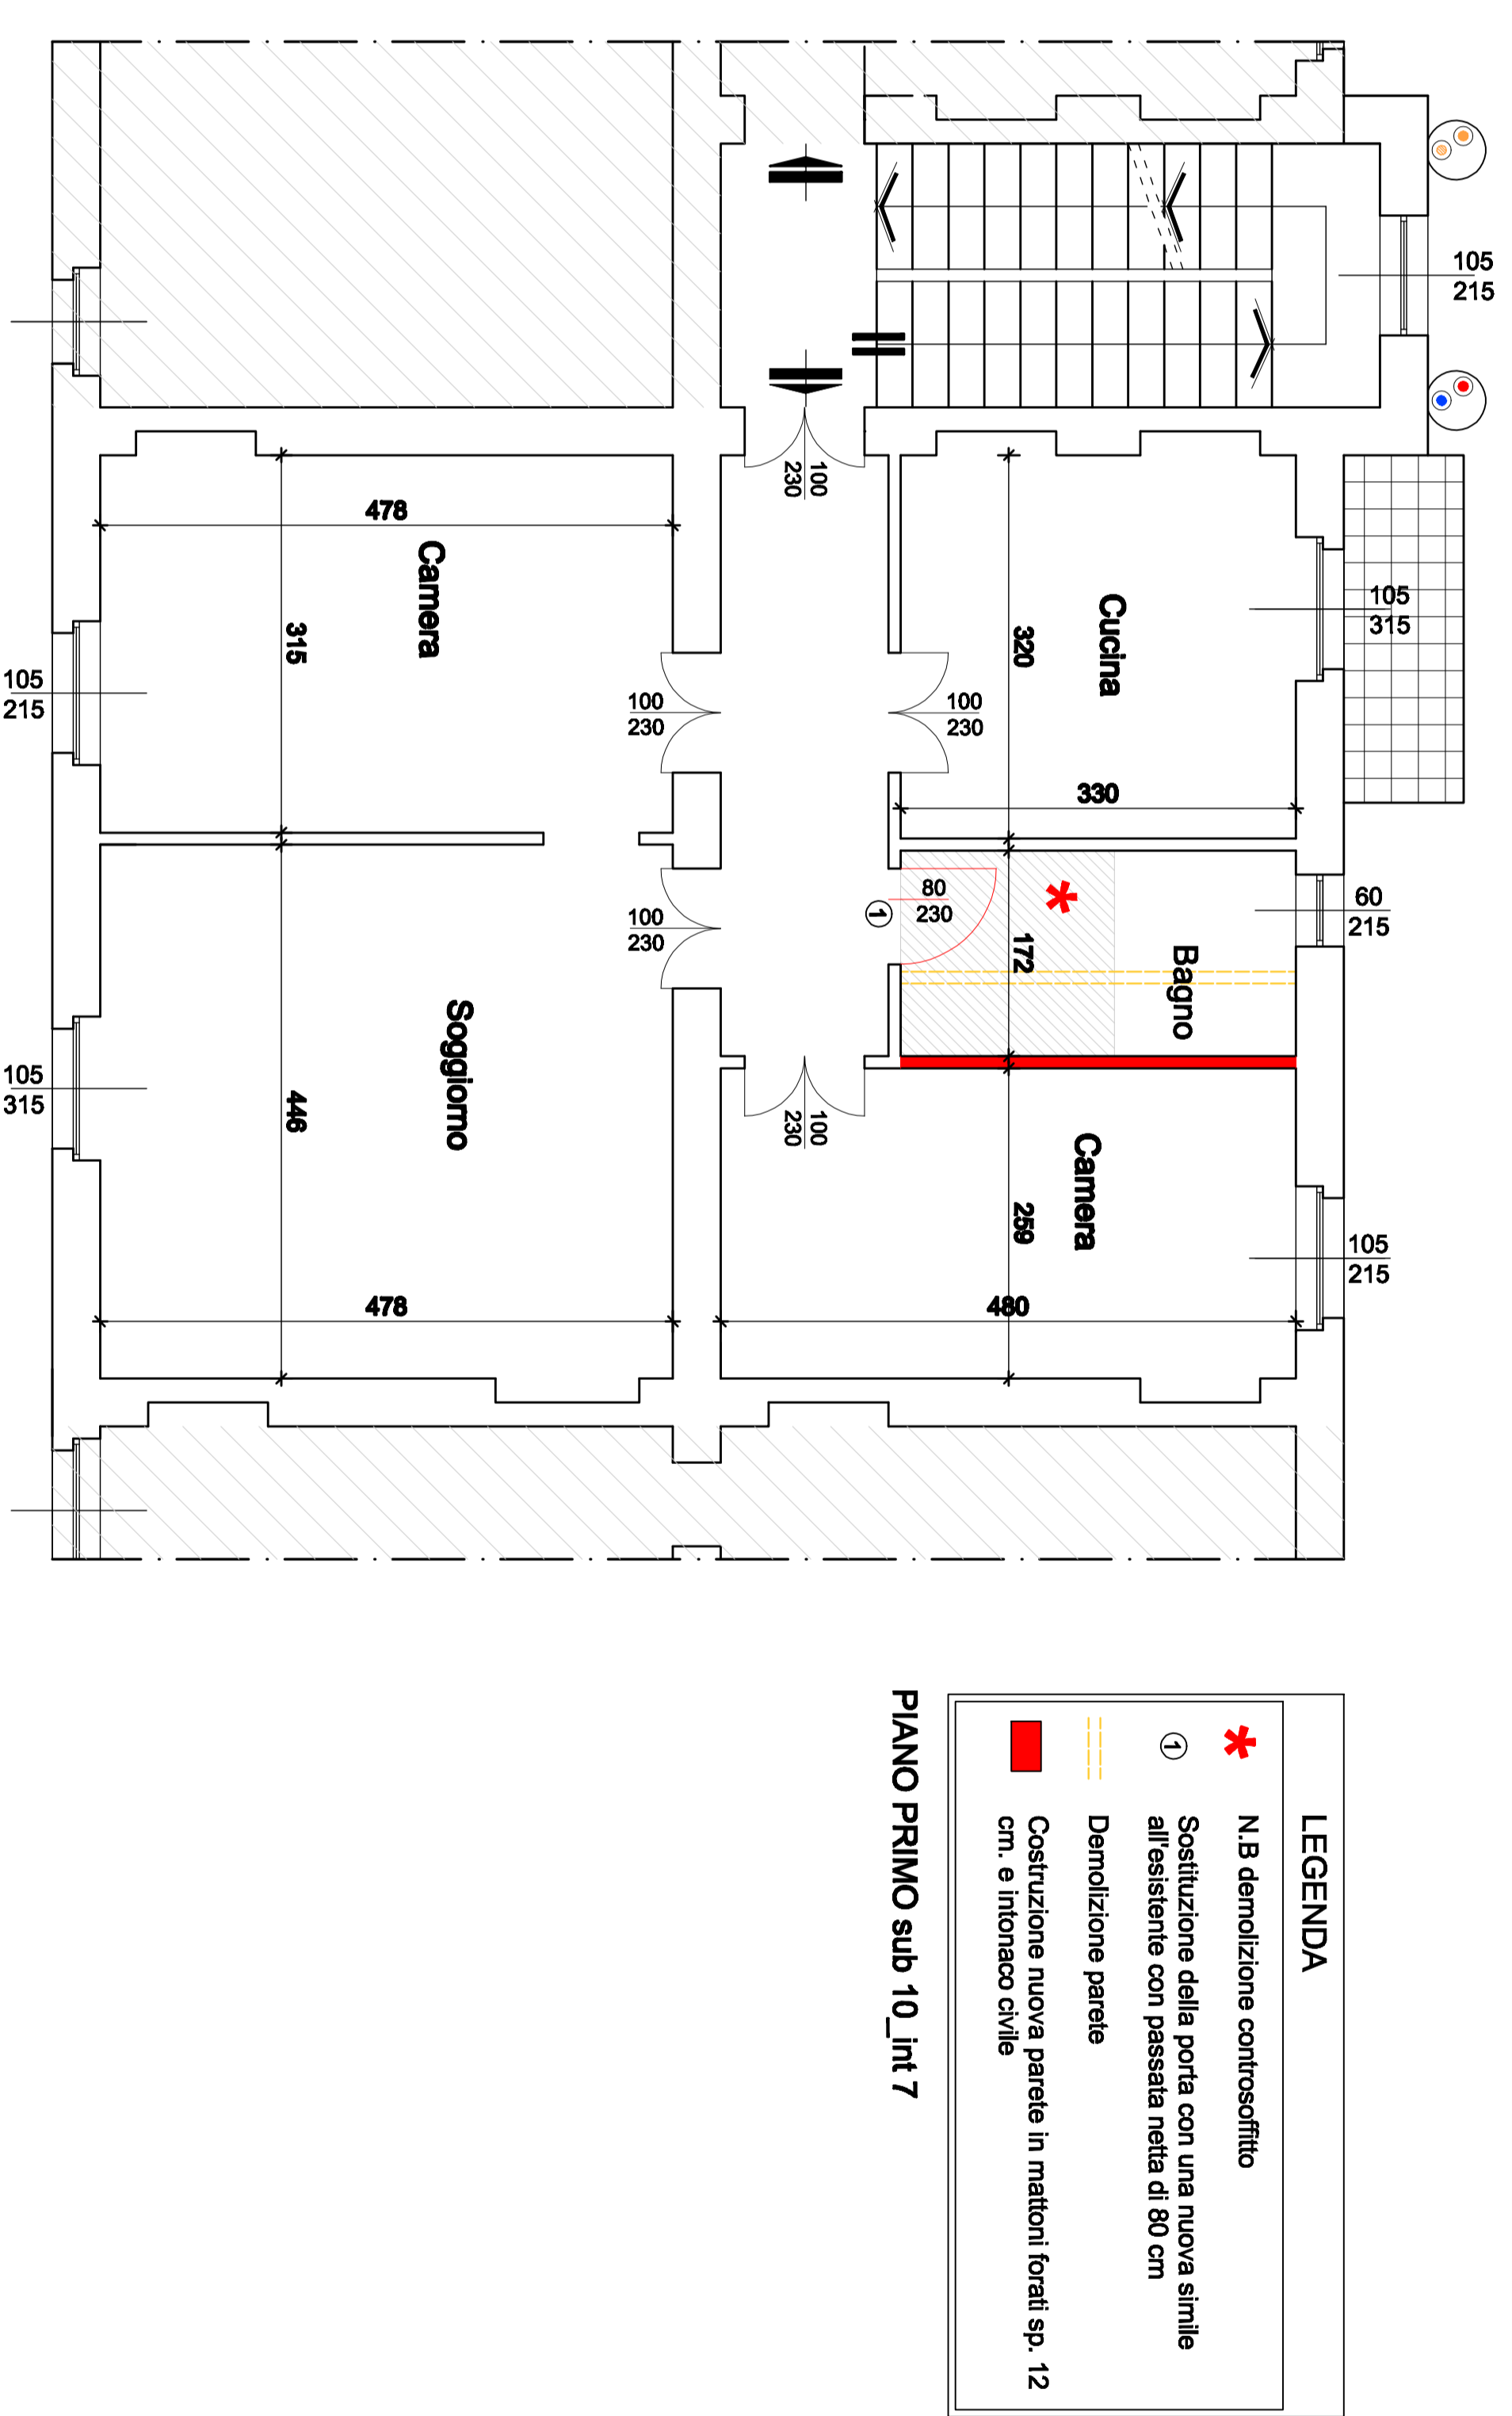 105
215
105
315
60
215
105
215
Cucina
320
330
100
230
100
230
80
230
1
172
Bagno
Camera
259
480
100
230
478
Camera
315
100
230
100
230
Soggiorno
446
478
105
215
105
315
LEGENDA
N.B demolizione controsoffitto
1
Sostituzione della porta con una nuova simile
all'esistente con passata netta di 80 cm
Demolizione parete
Costruzione nuova parete in mattoni forati sp. 12
cm. e intonaco civile
PIANO PRIMO sub 10_int 7